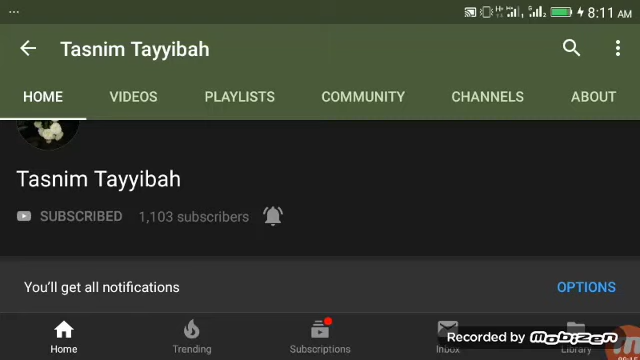 8:11 AM
Tasnim Tayyibah
HOME VIDEOS PLAYLISTS COMMUNITY CHANNELS ABOUT
Tasnim Tayyibah
SUBSCRIBED 1,103 subscribers
You'll get all notifications OPTIONS
Recorded by MOBIZEN
Home Trending Subscriptions Inbox Library